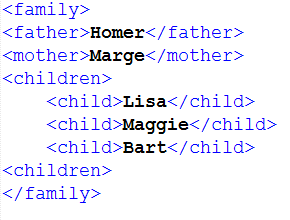 <family>
<father>Homer</father>
<mother>Marge</mother>
<children>
    <child>Lisa</child>
    <child>Maggie</child>
    <child>Bart</child>
<children>
</family>